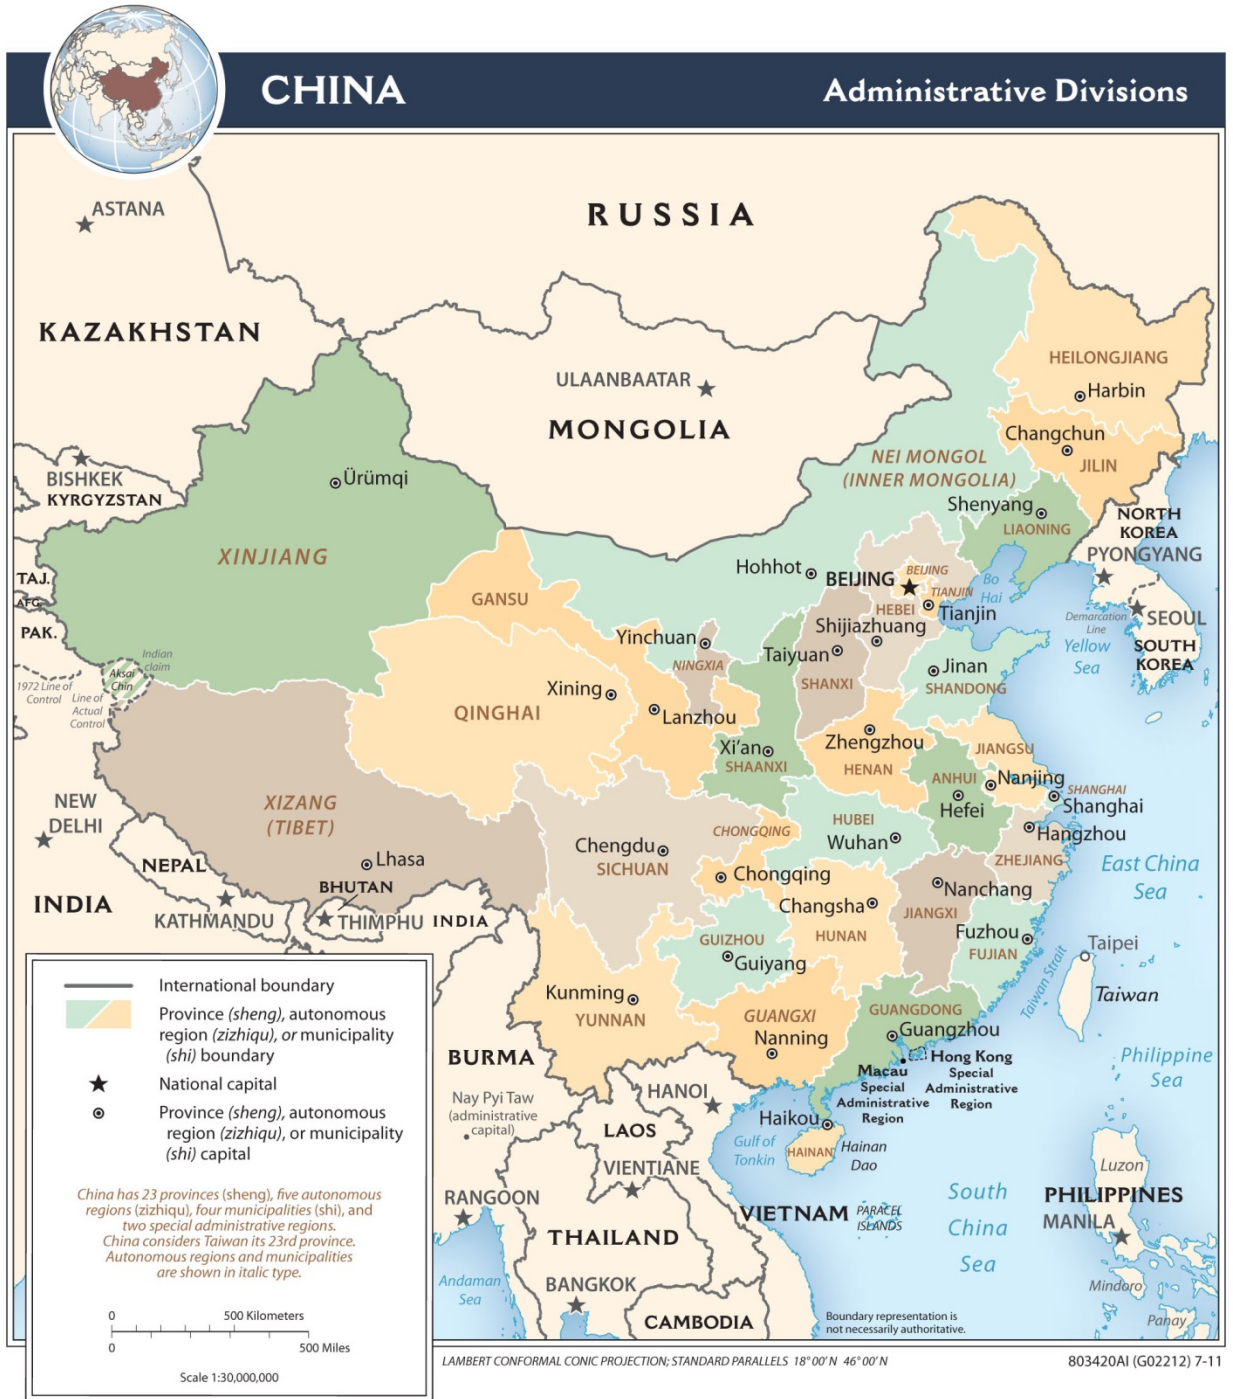 CHINA
Administrative Divisions
ASTANA
RUSSIA
KAZAKHSTAN
HEILONGJIANG
ULAANBAATAR
Harbin
MONGOLIA
Changchun
NEI MONGOL
(INNER MONGOLIA)
JILIN
BISHKEK
KYRGYZSTAN
Ürümqi
Shenyang
LIAONING
NORTH
KOREA
XINJIANG
PYONGYANG
TAJ.
Hohhot
BEIJING
BEIJING
TIANJIN
Bo
Hai
AFG.
GANSU
HEBEI
Tianjin
Demarcation
Line
SEOUL
PAK.
Yinchuan
Shijiazhuang
Yellow
Sea
SOUTH
KOREA
Indian
claim
Aksai
Chin
NINGXIA
Taiyuan
SHANXI
Jinan
SHANDONG
1972 Line of
Control
Line of
Actual
Control
Xining
QINGHAI
Lanzhou
Xi'an
SHAANXI
Zhengzhou
HENAN
JIANGSU
ANHUI
Nanjing
SHANGHAI
Shanghai
Hefei
NEW
DELHI
XIZANG
(TIBET)
HUBEI
Wuhan
Hangzhou
ZHEJIANG
CHONGQING
Chengdu
SICHUAN
East China
Sea
NEPAL
Lhasa
Chongqing
Nanchang
BHUTAN
INDIA
KATHMANDU
THIMPHU
INDIA
Changsha
HUNAN
JIANGXI
Fuzhou
FUJIAN
Taipei
GUIZHOU
Guiyang
Taiwan Strait
Taiwan
Kunming
YUNNAN
GUANGXI
Nanning
GUANGDONG
Guangzhou
Macau
Special
Administrative
Region
Hong Kong
Special
Administrative
Region
Philippine
Sea
BURMA
HANOI
Nay Pyi Taw
(administrative
capital)
LAOS
Haikou
Gulf of
Tonkin
HAINAN
Hainan
Dao
VIENTIANE
RANGOON
VIETNAM
PARACEL
ISLANDS
South
China
Sea
Luzon
PHILIPPINES
MANILA
THAILAND
Andaman
Sea
BANGKOK
Mindoro
CAMBODIA
Panay
International boundary
Province (sheng), autonomous
region (zizhiqu), or municipality
(shi) boundary
National capital
Province (sheng), autonomous
region (zizhiqu), or municipality
(shi) capital
China has 23 provinces (sheng), five autonomous
regions (zizhiqu), four municipalities (shi), and
two special administrative regions.
China considers Taiwan its 23rd province.
Autonomous regions and municipalities
are shown in italic type.
0 500 Kilometers
0 500 Miles
Scale 1:30,000,000
Boundary representation is
not necessarily authoritative.
LAMBERT CONFORMAL CONIC PROJECTION; STANDARD PARALLELS 18°00'N 46°00'N
803420AI (G02212) 7-11